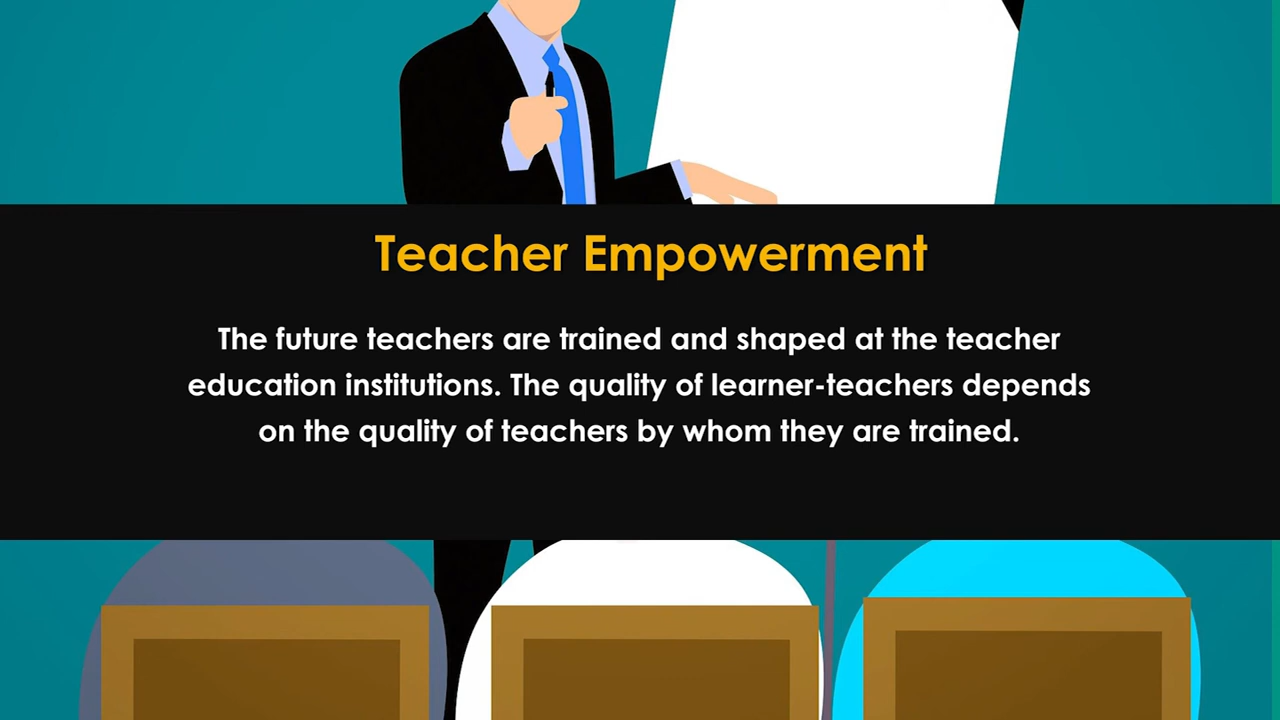 Teacher Empowerment
The future teachers are trained and shaped at the teacher
education institutions. The quality of learner-teachers depends
on the quality of teachers by whom they are trained.